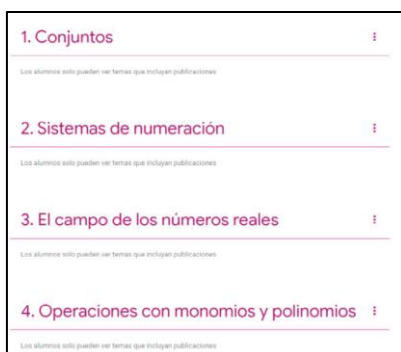 1. Conjuntos
Los alumnos solo pueden ver temas que incluyan publicaciones
2. Sistemas de numeración
Los alumnos solo pueden ver temas que incluyan publicaciones
3. El campo de los números reales
Los alumnos solo pueden ver temas que incluyan publicaciones
4. Operaciones con monomios y polinomios
Los alumnos solo pueden ver temas que incluyan publicaciones